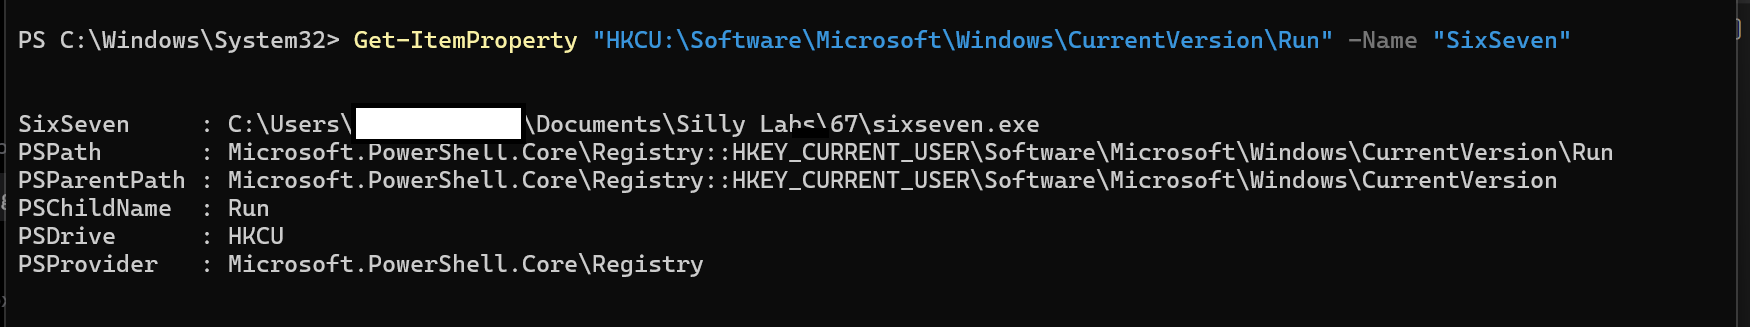 PS C:\Windows\System32> Get-ItemProperty "HKCU:\Software\Microsoft\Windows\CurrentVersion\Run" -Name "SixSeven"
SixSeven : C:\Users\ \Documents\Silly Labs\67\sixseven.exe
PSPath : Microsoft.PowerShell.Core\Registry::HKEY_CURRENT_USER\Software\Microsoft\Windows\CurrentVersion\Run
PSParentPath : Microsoft.PowerShell.Core\Registry::HKEY_CURRENT_USER\Software\Microsoft\Windows\CurrentVersion
PSChildName : Run
PSDrive : HKCU
PSProvider : Microsoft.PowerShell.Core\Registry